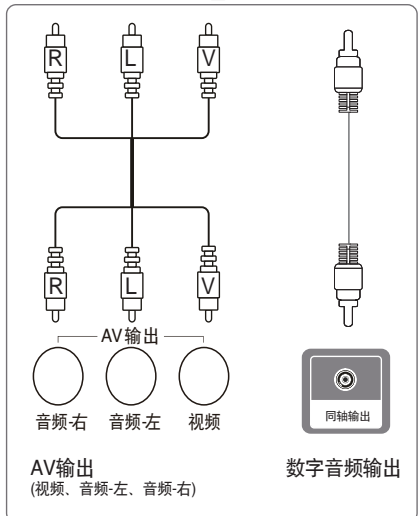 R L V
R L V
AV输出
音频-右 音频-左 视频
同轴输出
AV输出
(视频、音频-左、音频-右)
数字音频输出